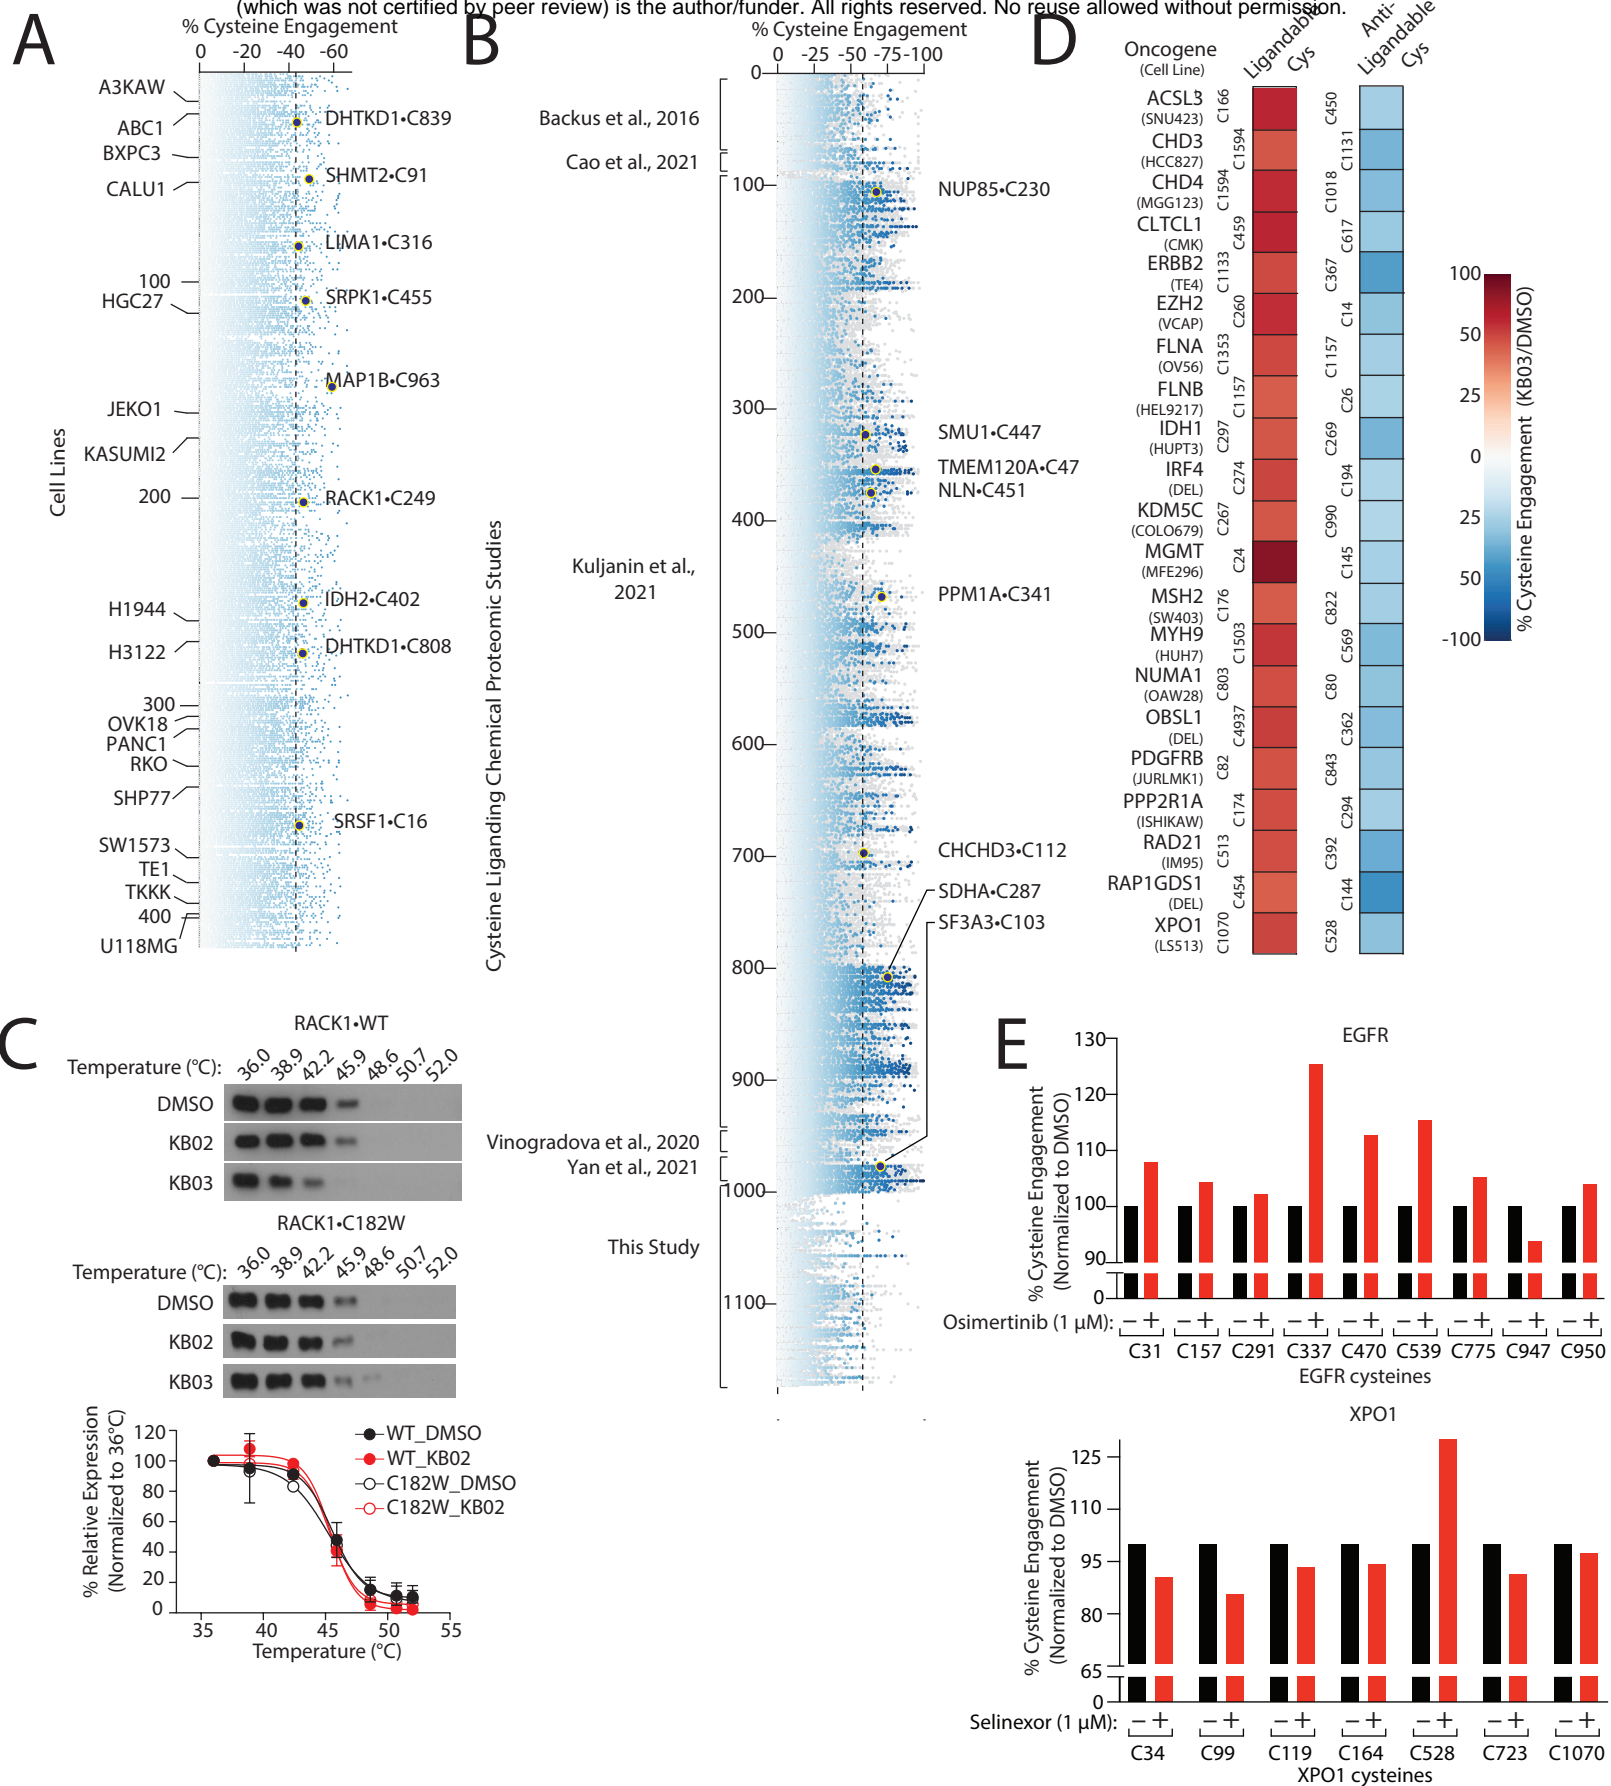 (which was not certified by peer review) is the author/funder. All rights reserved. No reuse allowed without permission.
A
% Cysteine Engagement
0 -20 -40 -60
Cell Lines
A3KAW
ABC1
BXPC3
CALU1
100
HGC27
JEKO1
KASUMI2
200
H1944
H3122
300
OVK18
PANC1
RKO
SHP77
SW1573
TE1
TKKK
400
U118MG
DHTKD1•C839
SHMT2•C91
LIMA1•C316
SRPK1•C455
MAP1B•C963
RACK1•C249
IDH2•C402
DHTKD1•C808
SRSF1•C16
B
% Cysteine Engagement
0 -25 -50 -75 -100
Cysteine Liganding Chemical Proteomic Studies
Backus et al., 2016
Cao et al., 2021
Kuljanin et al.,
2021
Vinogradova et al., 2020
Yan et al., 2021
This Study
0
100
200
300
400
500
600
700
800
900
1000
1100
NUP85•C230
SMU1•C447
TMEM120A•C47
NLN•C451
PPM1A•C341
CHCHD3•C112
SDHA•C287
SF3A3•C103
C
RACK1•WT
Temperature (°C): 36.0 38.9 42.2 45.9 48.6 50.7 52.0
DMSO
KB02
KB03
RACK1•C182W
Temperature (°C): 36.0 38.9 42.2 45.9 48.6 50.7 52.0
DMSO
KB02
KB03
% Relative Expression
(Normalized to 36°C)
120
100
80
60
40
20
0
WT_DMSO
WT_KB02
C182W_DMSO
C182W_KB02
35 40 45 50 55
Temperature (°C)
D
Oncogene
(Cell Line)
Ligandable
Cys
Anti-
Ligandable
Cys
ACSL3 C166 C450
(SNU423)
CHD3 C1594 C1131
(HCC827)
CHD4 C1594 C1018
(MGG123)
CLTCL1 C459 C617
(CMK)
ERBB2 C1133 C367
(TE4)
EZH2 C260 C14
(VCAP)
FLNA C1353 C1157
(OV56)
FLNB C1157 C26
(HEL9217)
IDH1 C297 C269
(HUPT3)
IRF4 C274 C194
(DEL)
KDM5C C267 C990
(COLO679)
MGMT C24 C145
(MFE296)
MSH2 C176 C822
(SW403)
MYH9 C1503 C569
(HUH7)
NUMA1 C803 C80
(OAW28)
OBSL1 C4937 C362
(DEL)
PDGFRB C82 C843
(JURLMK1)
PPP2R1A C174 C294
(ISHIKAW)
RAD21 C513 C392
(IM95)
RAP1GDS1 C454 C144
(DEL)
XPO1 C1070 C528
(LS513)
100
50
25
0
25
50
-100
% Cysteine Engagement (KB03/DMSO)
E
EGFR
% Cysteine Engagement
(Normalized to DMSO)
130
120
110
100
90
0
Osimertinib (1 µM): − + − + − + − + − + − + − + − + − +
C31 C157 C291 C337 C470 C539 C775 C947 C950
EGFR cysteines
XPO1
% Cysteine Engagement
(Normalized to DMSO)
125
110
95
80
65
0
Selinexor (1 µM): − + − + − + − + − + − + − +
C34 C99 C119 C164 C528 C723 C1070
XPO1 cysteines